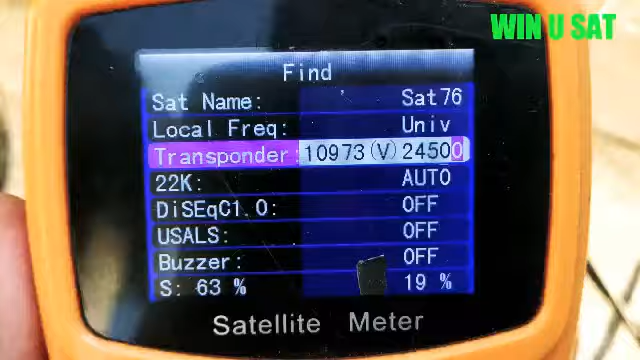 WIN U SAT
Find
Sat Name: Sat76
Local Freq: Univ
Transponder: 10973(V)24500
22K: AUTO
DiSEqC1.0: OFF
USALS: OFF
Buzzer: OFF
S: 63 % 19 %
Satellite Meter